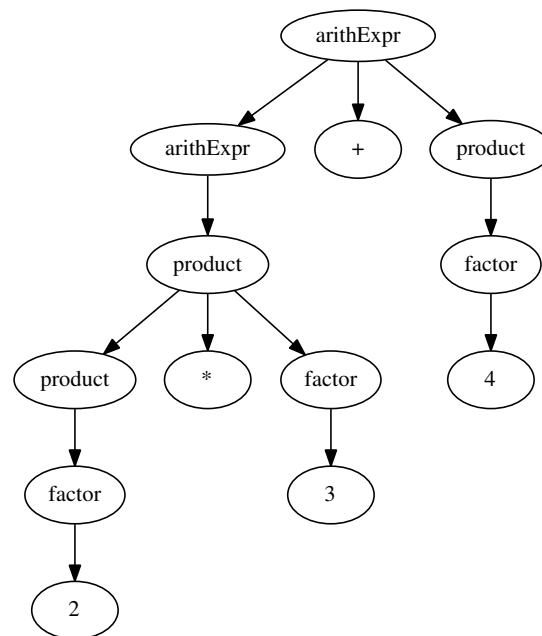 arithExpr
arithExpr + product
product factor
product * factor 4
factor 3
2